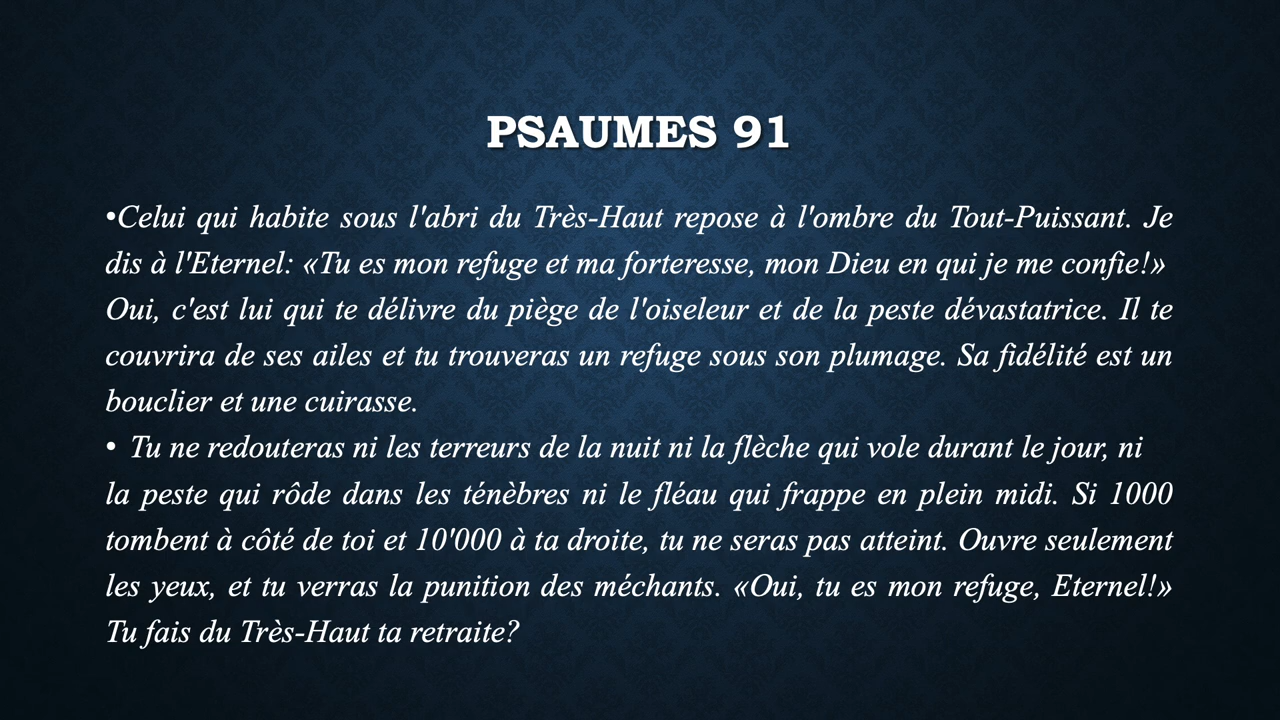 PSAUMES 91
•Celui qui habite sous l'abri du Très-Haut repose à l'ombre du Tout-Puissant. Je
dis à l'Eternel: «Tu es mon refuge et ma forteresse, mon Dieu en qui je me confie!»
Oui, c'est lui qui te délivre du piège de l'oiseleur et de la peste dévastatrice. Il te
couvrira de ses ailes et tu trouveras un refuge sous son plumage. Sa fidélité est un
bouclier et une cuirasse.
• Tu ne redouteras ni les terreurs de la nuit ni la flèche qui vole durant le jour, ni
la peste qui rôde dans les ténèbres ni le fléau qui frappe en plein midi. Si 1000
tombent à côté de toi et 10'000 à ta droite, tu ne seras pas atteint. Ouvre seulement
les yeux, et tu verras la punition des méchants. «Oui, tu es mon refuge, Eternel!»
Tu fais du Très-Haut ta retraite?